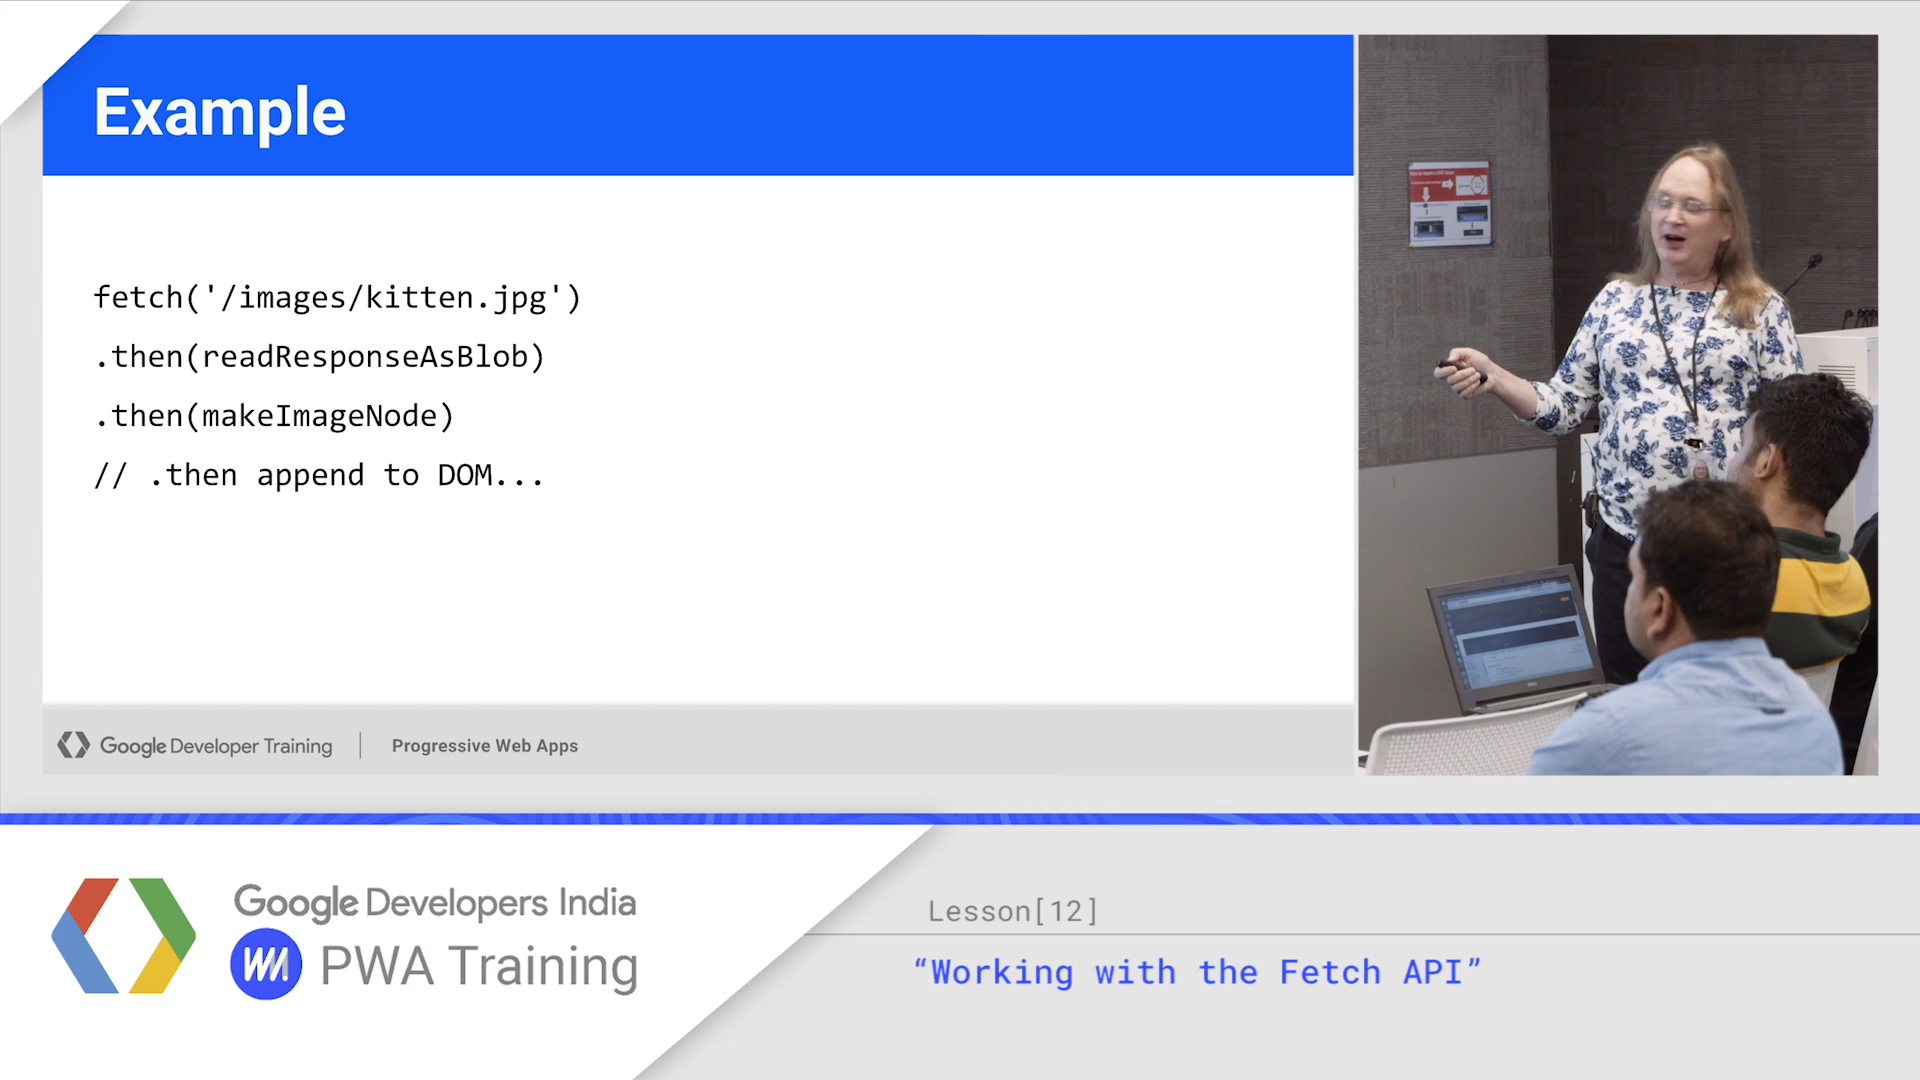 Example
fetch('/images/kitten.jpg')
.then(readResponseAsBlob)
.then(makeImageNode)
// .then append to DOM...
Google Developer Training | Progressive Web Apps
Google Developers India
PWA Training
Lesson[12]
“Working with the Fetch API”